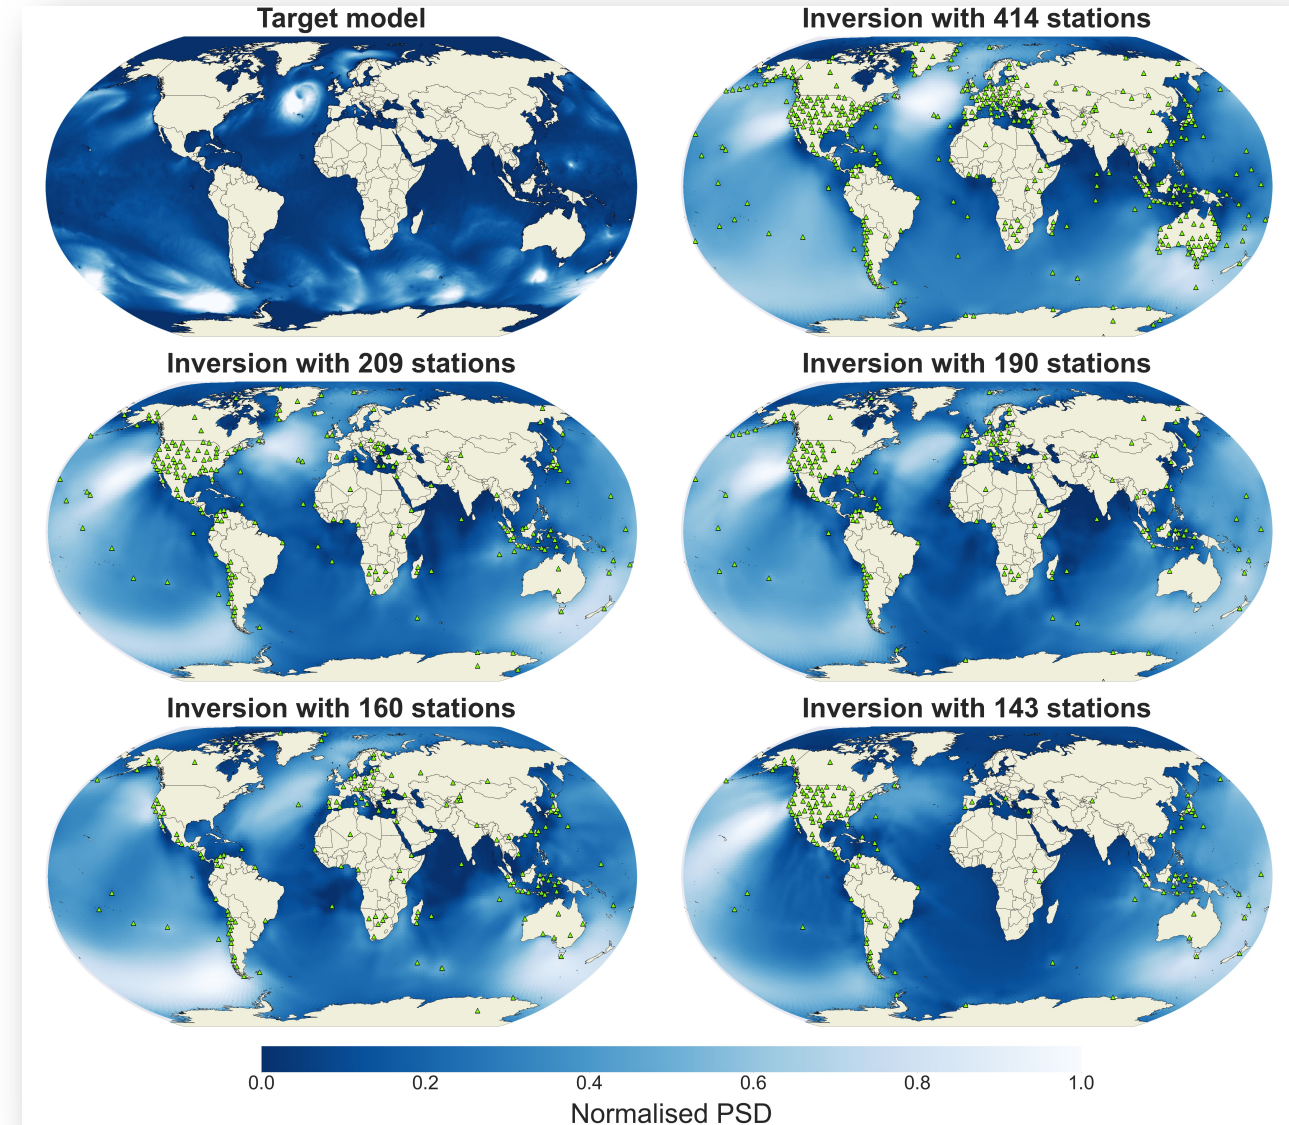 Target model
Inversion with 414 stations
Inversion with 209 stations
Inversion with 190 stations
Inversion with 160 stations
Inversion with 143 stations
0.0 0.2 0.4 0.6 0.8 1.0
Normalised PSD